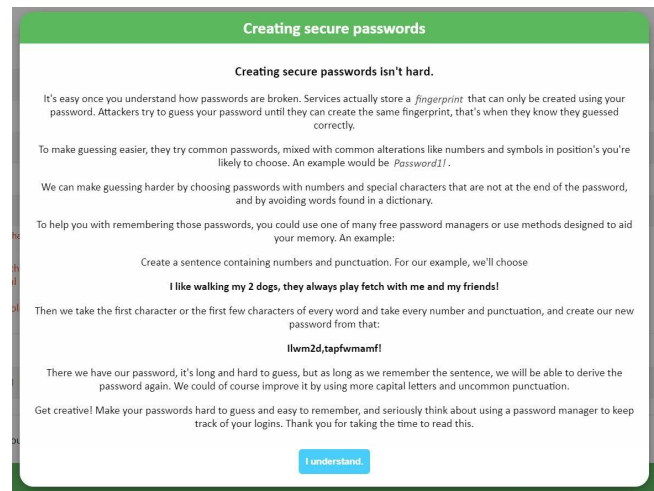 Creating secure passwords
Creating secure passwords isn't hard.
It's easy once you understand how passwords are broken. Services actually store a fingerprint that can only be created using your
password. Attackers try to guess your password until they can create the same fingerprint, that's when they know they guessed
correctly.
To make guessing easier, they try common passwords, mixed with common alterations like numbers and symbols in position's you're
likely to choose. An example would be Password1! .
We can make guessing harder by choosing passwords with numbers and special characters that are not at the end of the password,
and by avoiding words found in a dictionary.
To help you with remembering those passwords, you could use one of many free password managers or use methods designed to aid
your memory. An example:
Create a sentence containing numbers and punctuation. For our example, we'll choose
I like walking my 2 dogs, they always play fetch with me and my friends!
Then we take the first character or the first few characters of every word and take every number and punctuation, and create our new
password from that:
Ilwm2d,tapfwmamf!
There we have our password, it's long and hard to guess, but as long as we remember the sentence, we will be able to derive the
password again. We could of course improve it by using more capital letters and uncommon punctuation.
Get creative! Make your passwords hard to guess and easy to remember, and seriously think about using a password manager to keep
track of your logins. Thank you for taking the time to read this.
I understand.